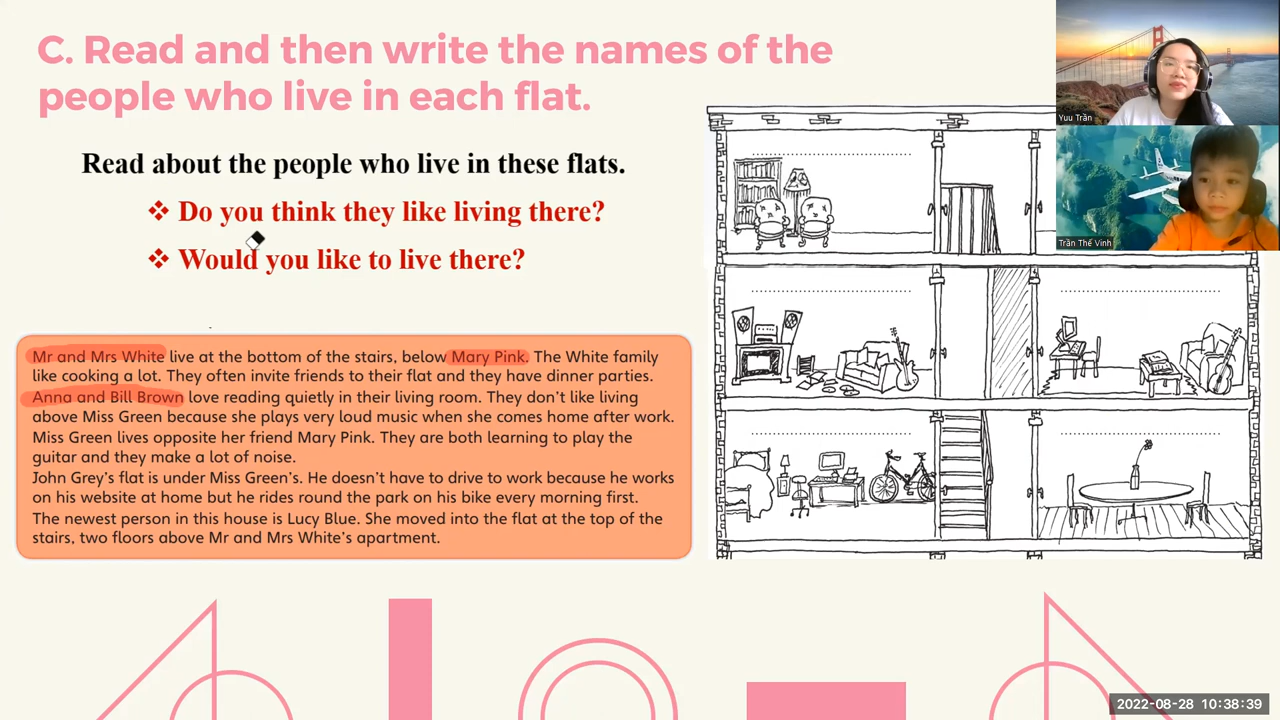 C. Read and then write the names of the
people who live in each flat.
Read about the people who live in these flats.
❖ Do you think they like living there?
❖ Would you like to live there?
Mr and Mrs White live at the bottom of the stairs, below Mary Pink. The White family
like cooking a lot. They often invite friends to their flat and they have dinner parties.
Anna and Bill Brown love reading quietly in their living room. They don't like living
above Miss Green because she plays very loud music when she comes home after work.
Miss Green lives opposite her friend Mary Pink. They are both learning to play the
guitar and they make a lot of noise.
John Grey's flat is under Miss Green's. He doesn't have to drive to work because he works
on his website at home but he rides round the park on his bike every morning first.
The newest person in this house is Lucy Blue. She moved into the flat at the top of the
stairs, two floors above Mr and Mrs White's apartment.
Yuu Trần
Trần Thế Vinh
2022-08-28 10:38:39